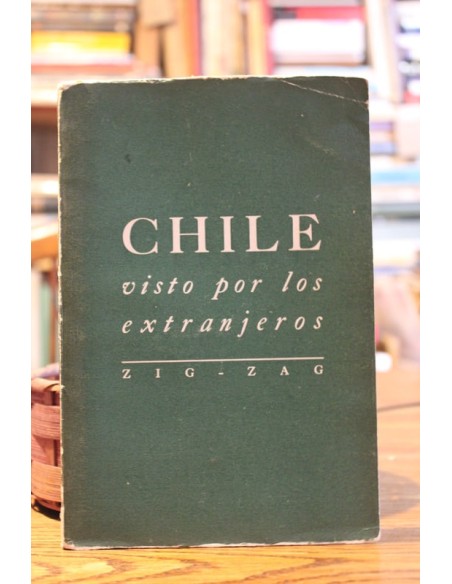 CHILE
visto por los
extranjeros
ZIG-ZAG